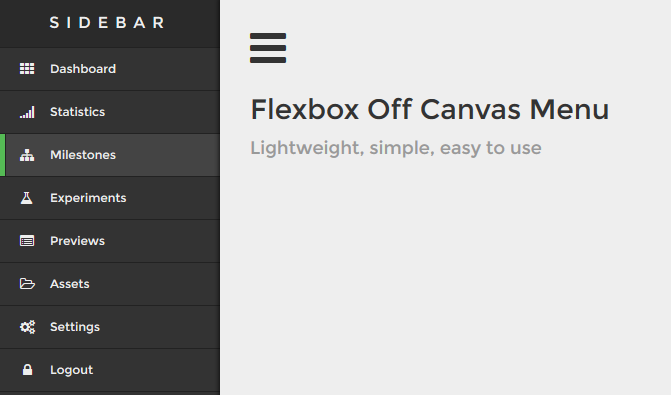 SIDEBAR
Dashboard
Statistics
Milestones
Experiments
Previews
Assets
Settings
Logout
Flexbox Off Canvas Menu
Lightweight, simple, easy to use